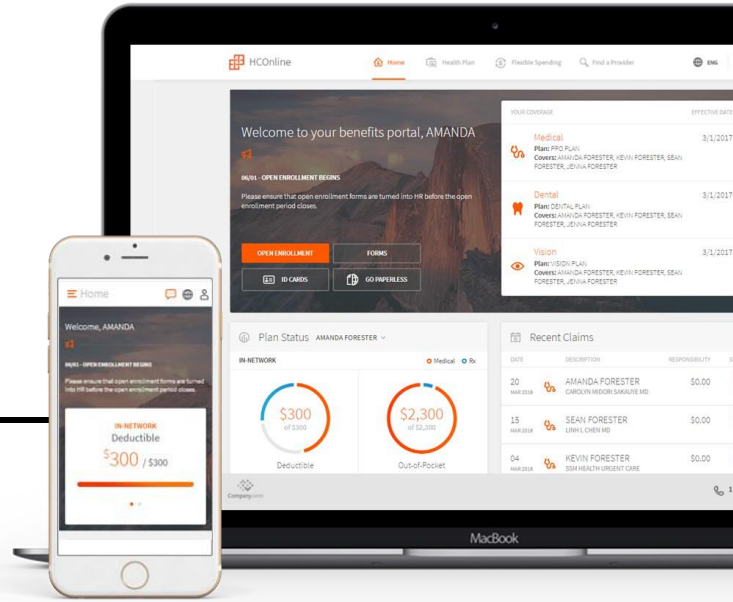 HCOnline
Home
Health Plan
Flexible Spending
Find a Provider
ENG
Welcome to your benefits portal, AMANDA
06/01 - OPEN ENROLLMENT BEGINS
Please ensure that open enrollment forms are turned into HR before the open
enrollment period closes.
OPEN ENROLLMENT
FORMS
ID CARDS
GO PAPERLESS
YOUR COVERAGE
EFFECTIVE DATE
Medical
3/1/2017
Plan: PPO PLAN
Covers: AMANDA FORESTER, KEVIN FORESTER, SEAN
FORESTER, JENNA FORESTER
Dental
3/1/2017
Plan: DENTAL PLAN
Covers: AMANDA FORESTER, KEVIN FORESTER, SEAN
FORESTER, JENNA FORESTER
Vision
3/1/2017
Plan: VISION PLAN
Covers: AMANDA FORESTER, KEVIN FORESTER, SEAN
FORESTER, JENNA FORESTER
Plan Status AMANDA FORESTER
IN-NETWORK
Medical
Rx
$300
of $300
Deductible
$2,300
of $2,300
Out-of-Pocket
Recent Claims
DATE
DESCRIPTION
RESPONSIBILITY
S
20
MAR 2018
AMANDA FORESTER
CAROLYN MIDORI SAKAUYE MD
$0.00
15
MAR 2018
SEAN FORESTER
LINH L CHEN MD
$0.00
04
MAR 2018
KEVIN FORESTER
SSM HEALTH URGENT CARE
$0.00
Company.com
1
MacBook
Home
Welcome, AMANDA
06/01 - OPEN ENROLLMENT BEGINS
Please ensure that open enrollment forms are turned
into HR before the open enrollment period closes.
IN-NETWORK
Deductible
$300 / $300